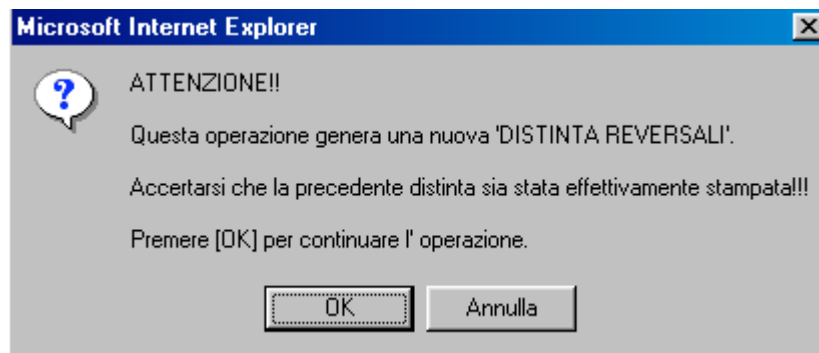 Microsoft Internet Explorer
ATTENZIONE!!
Questa operazione genera una nuova 'DISTINTA REVERSALI'.
Accertarsi che la precedente distinta sia stata effettivamente stampata!!!
Premere [OK] per continuare l' operazione.
OK
Annulla